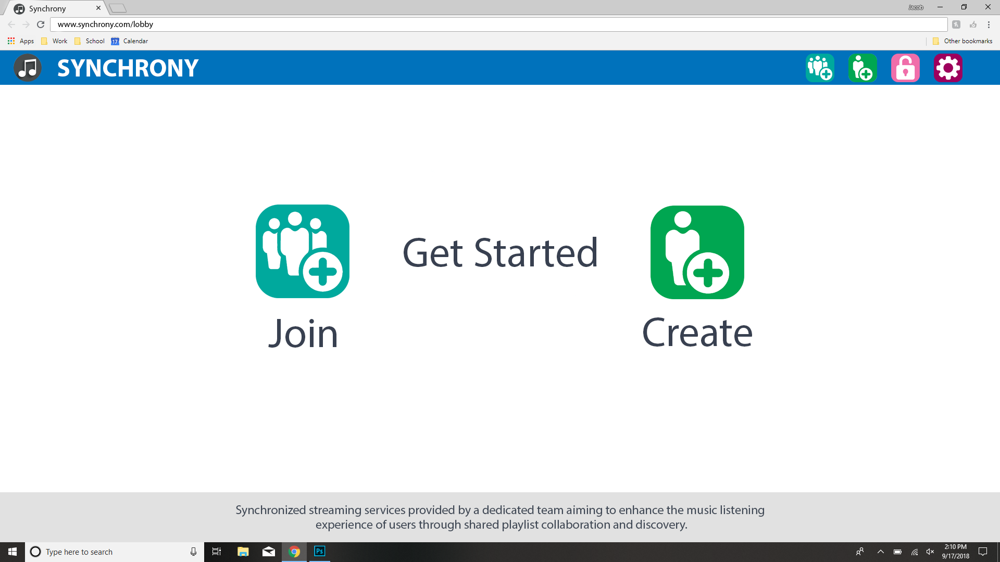 Synchrony
Jacob
www.synchrony.com/lobby
Apps Work School 17 Calendar Other bookmarks
SYNCHRONY
Get Started
Join Create
Synchronized streaming services provided by a dedicated team aiming to enhance the music listening
experience of users through shared playlist collaboration and discovery.
Type here to search
Ps
2:10 PM
9/17/2018